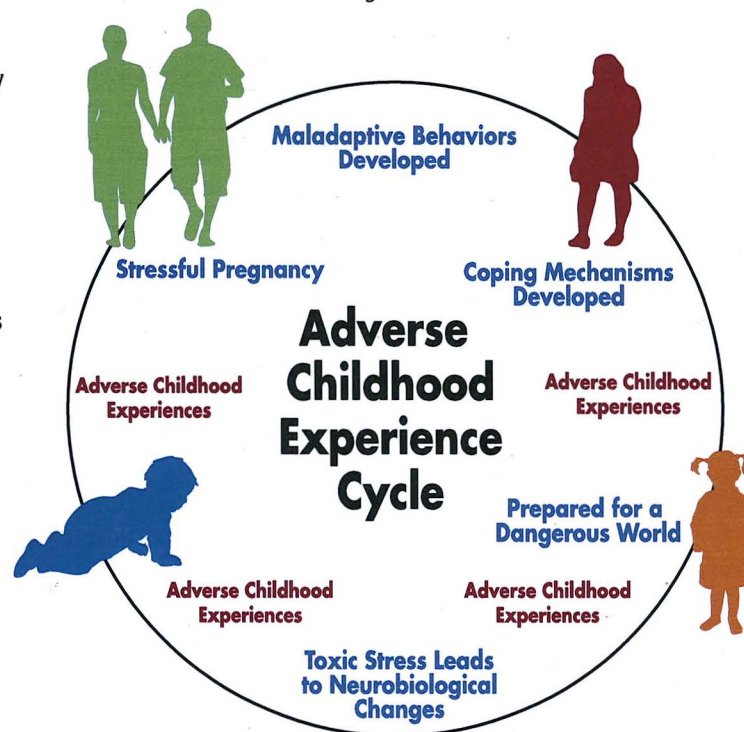 Maladaptive Behaviors
Developed
Stressful Pregnancy
Coping Mechanisms
Developed
Adverse
Childhood
Experience
Cycle
Adverse Childhood
Experiences
Adverse Childhood
Experiences
Prepared for a
Dangerous World
Adverse Childhood
Experiences
Adverse Childhood
Experiences
Toxic Stress Leads
to Neurobiological
Changes